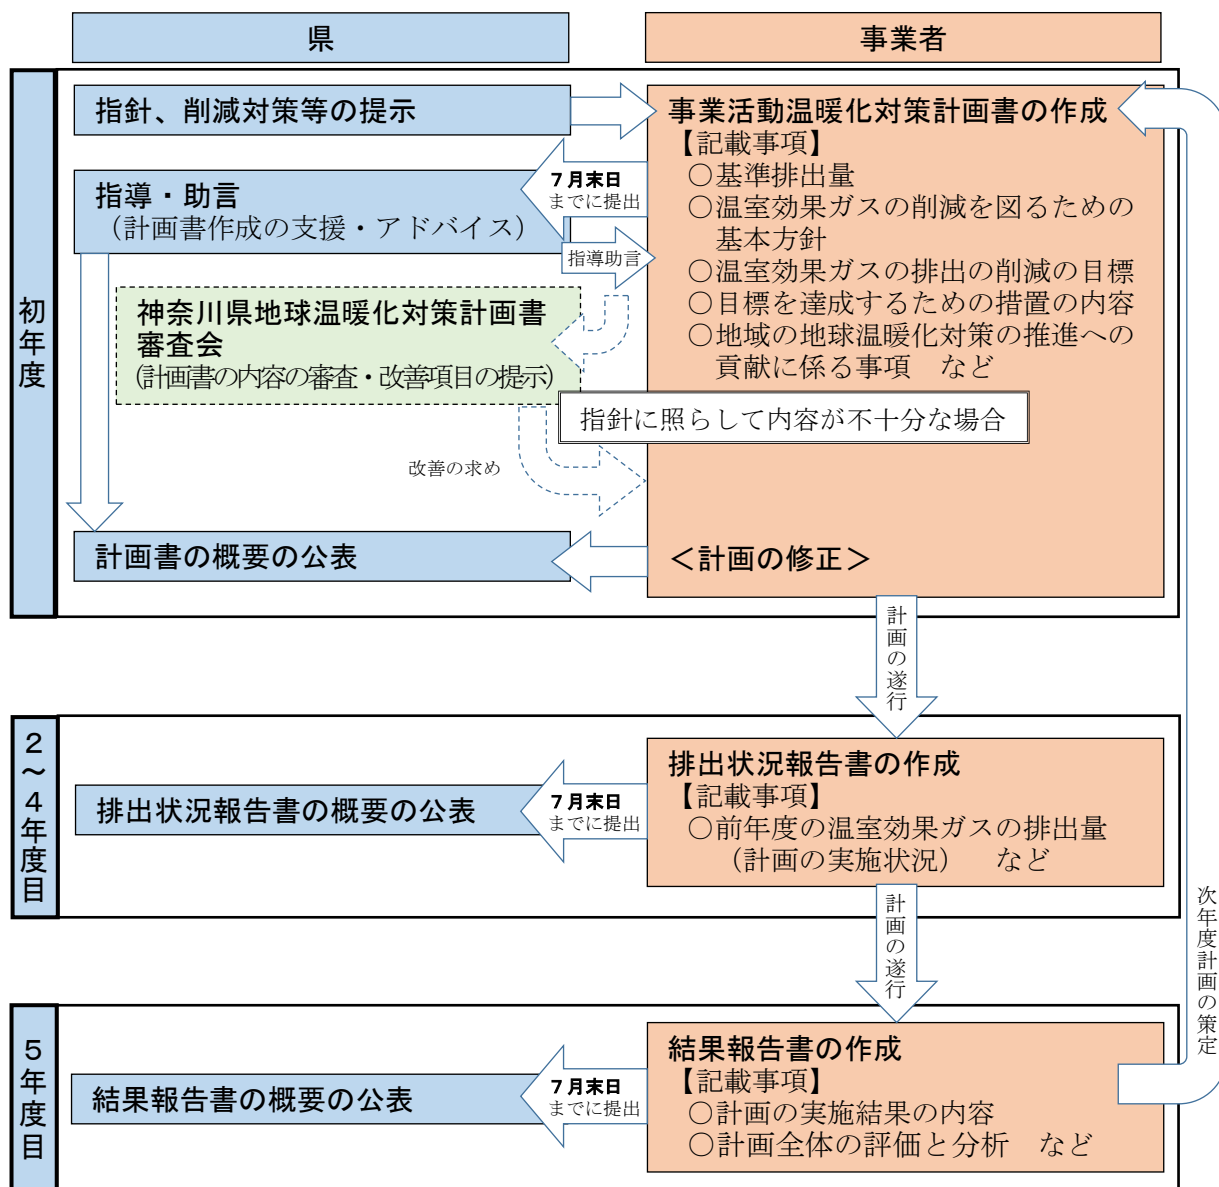 県
事業者
初年度
指針、削減対策等の提示
事業活動温暖化対策計画書の作成
【記載事項】
○基準排出量
○温室効果ガスの削減を図るための
基本方針
○温室効果ガスの排出の削減の目標
○目標を達成するための措置の内容
○地域の地球温暖化対策の推進への
貢献に係る事項　など
7月末日
までに提出
指導・助言
（計画書作成の支援・アドバイス）
指導助言
神奈川県地球温暖化対策計画書
審査会
(計画書の内容の審査・改善項目の提示)
指針に照らして内容が不十分な場合
改善の求め
計画書の概要の公表
＜計画の修正＞
計画の遂行
2～4年度目
排出状況報告書の作成
【記載事項】
○前年度の温室効果ガスの排出量
（計画の実施状況）　など
7月末日
までに提出
排出状況報告書の概要の公表
計画の遂行
次年度計画の策定
5年度目
結果報告書の作成
【記載事項】
○計画の実施結果の内容
○計画全体の評価と分析　など
7月末日
までに提出
結果報告書の概要の公表